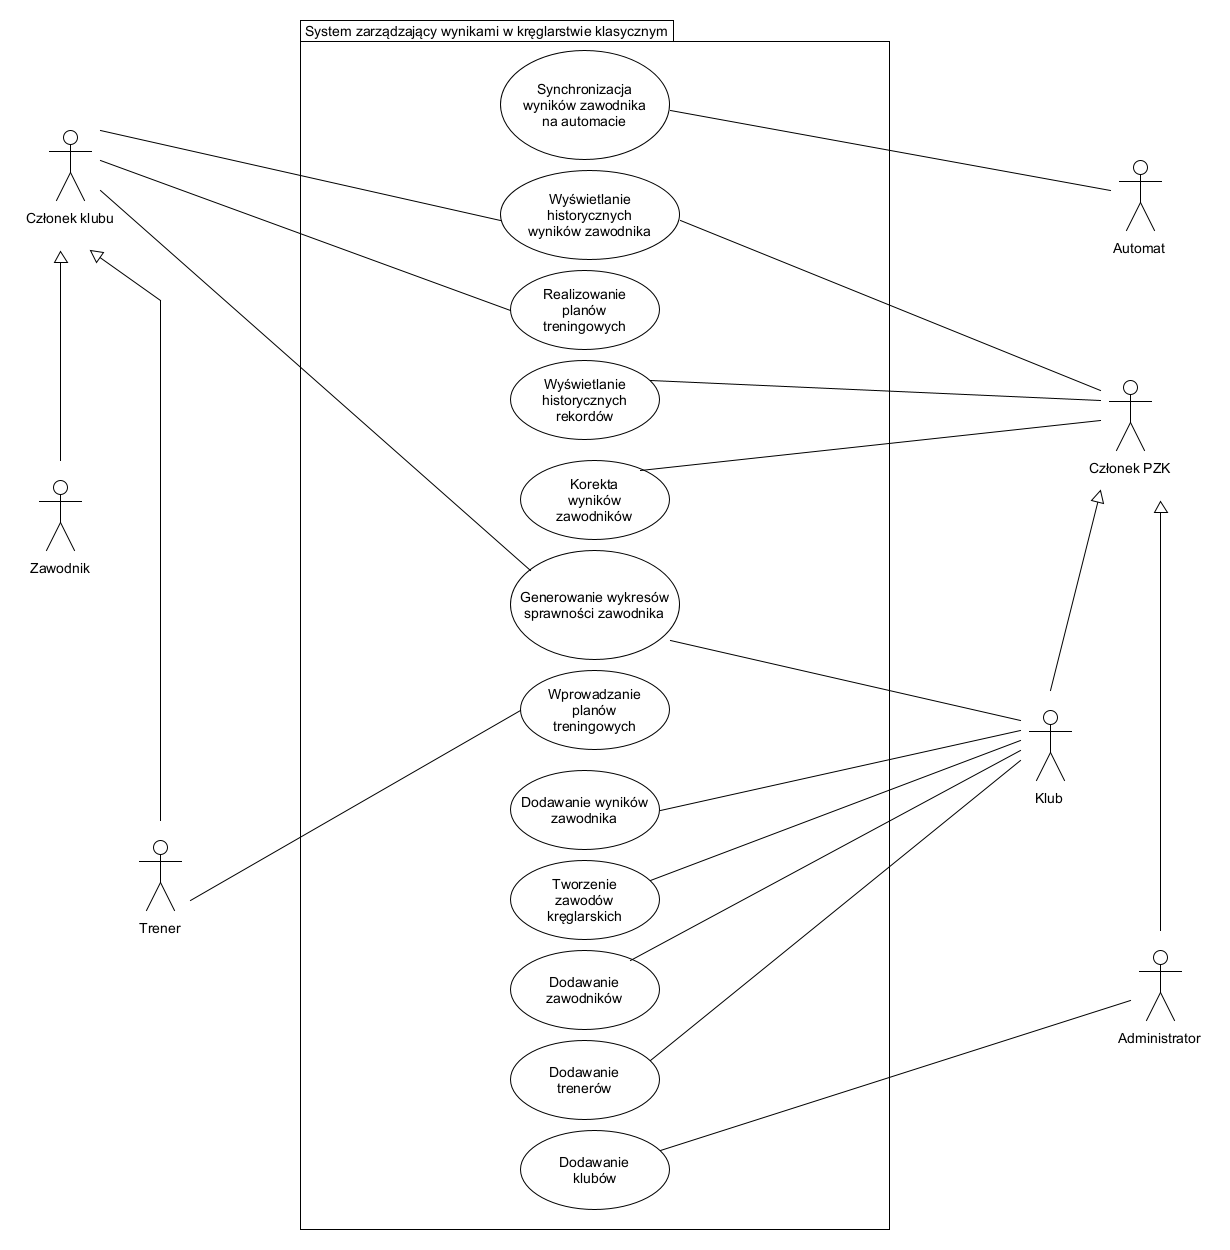 System zarządzający wynikami w kręglarstwie klasycznym
Synchronizacja
wyników zawodnika
na automacie
Członek klubu
Automat
Wyświetlanie
historycznych
wyników zawodnika
Realizowanie
planów
treningowych
Wyświetlanie
historycznych
rekordów
Członek PZK
Korekta
wyników
zawodników
Zawodnik
Generowanie wykresów
sprawności zawodnika
Wprowadzanie
planów
treningowych
Klub
Dodawanie wyników
zawodnika
Trener
Tworzenie
zawodów
kręglarskich
Dodawanie
zawodników
Administrator
Dodawanie
trenerów
Dodawanie
klubów